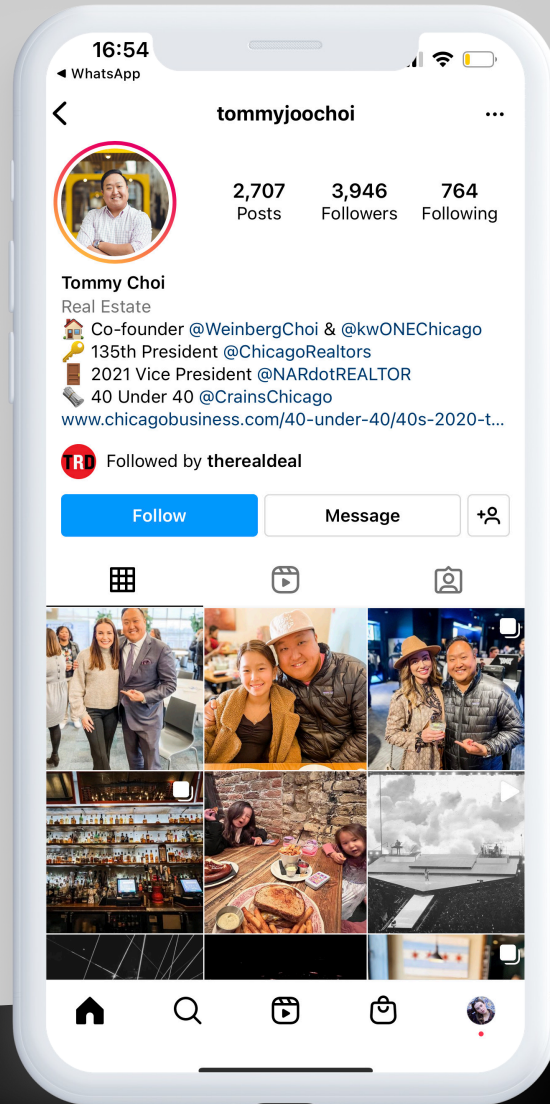 16:54
◄ WhatsApp
tommyjoochoi
2,707 3,946 764
Posts Followers Following
Tommy Choi
Real Estate
Co-founder @WeinbergChoi & @kwONEChicago
135th President @ChicagoRealtors
2021 Vice President @NARdotREALTOR
40 Under 40 @CrainsChicago
www.chicagobusiness.com/40-under-40/40s-2020-t...
TRD Followed by therealdeal
Follow Message